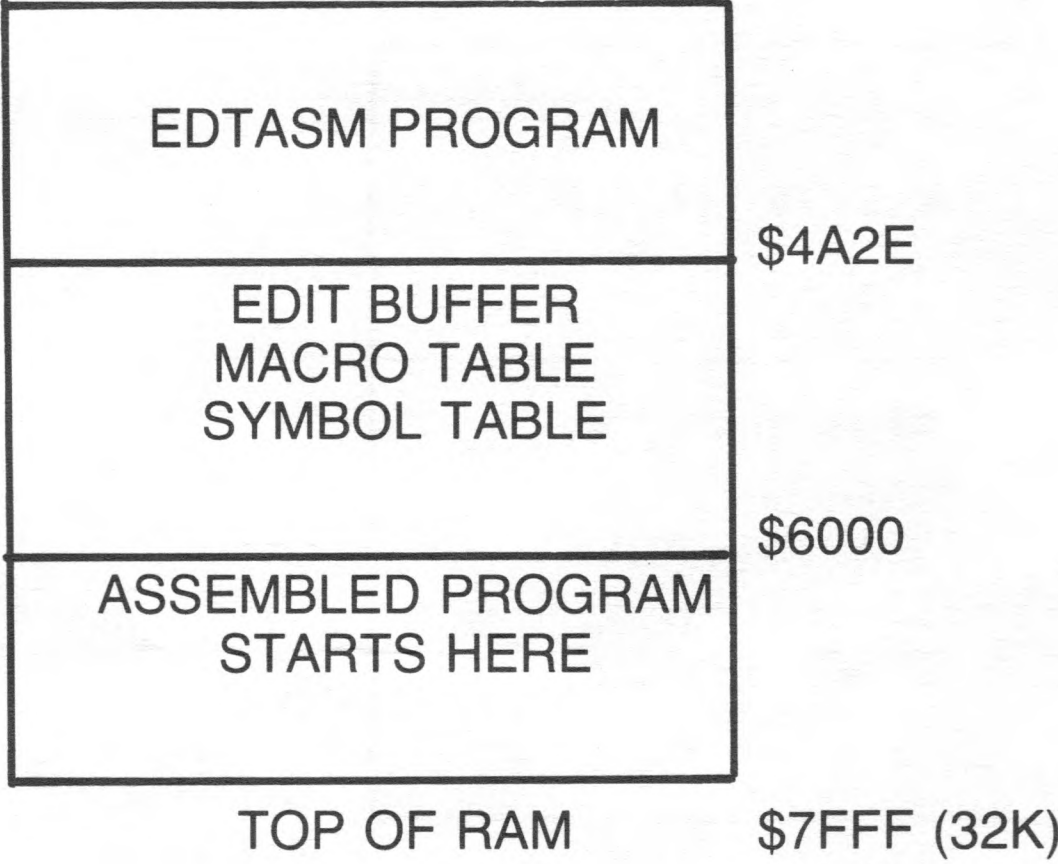 EDTASM PROGRAM
$4A2E
EDIT BUFFER
MACRO TABLE
SYMBOL TABLE
$6000
ASSEMBLED PROGRAM
STARTS HERE
TOP OF RAM $7FFF (32K)